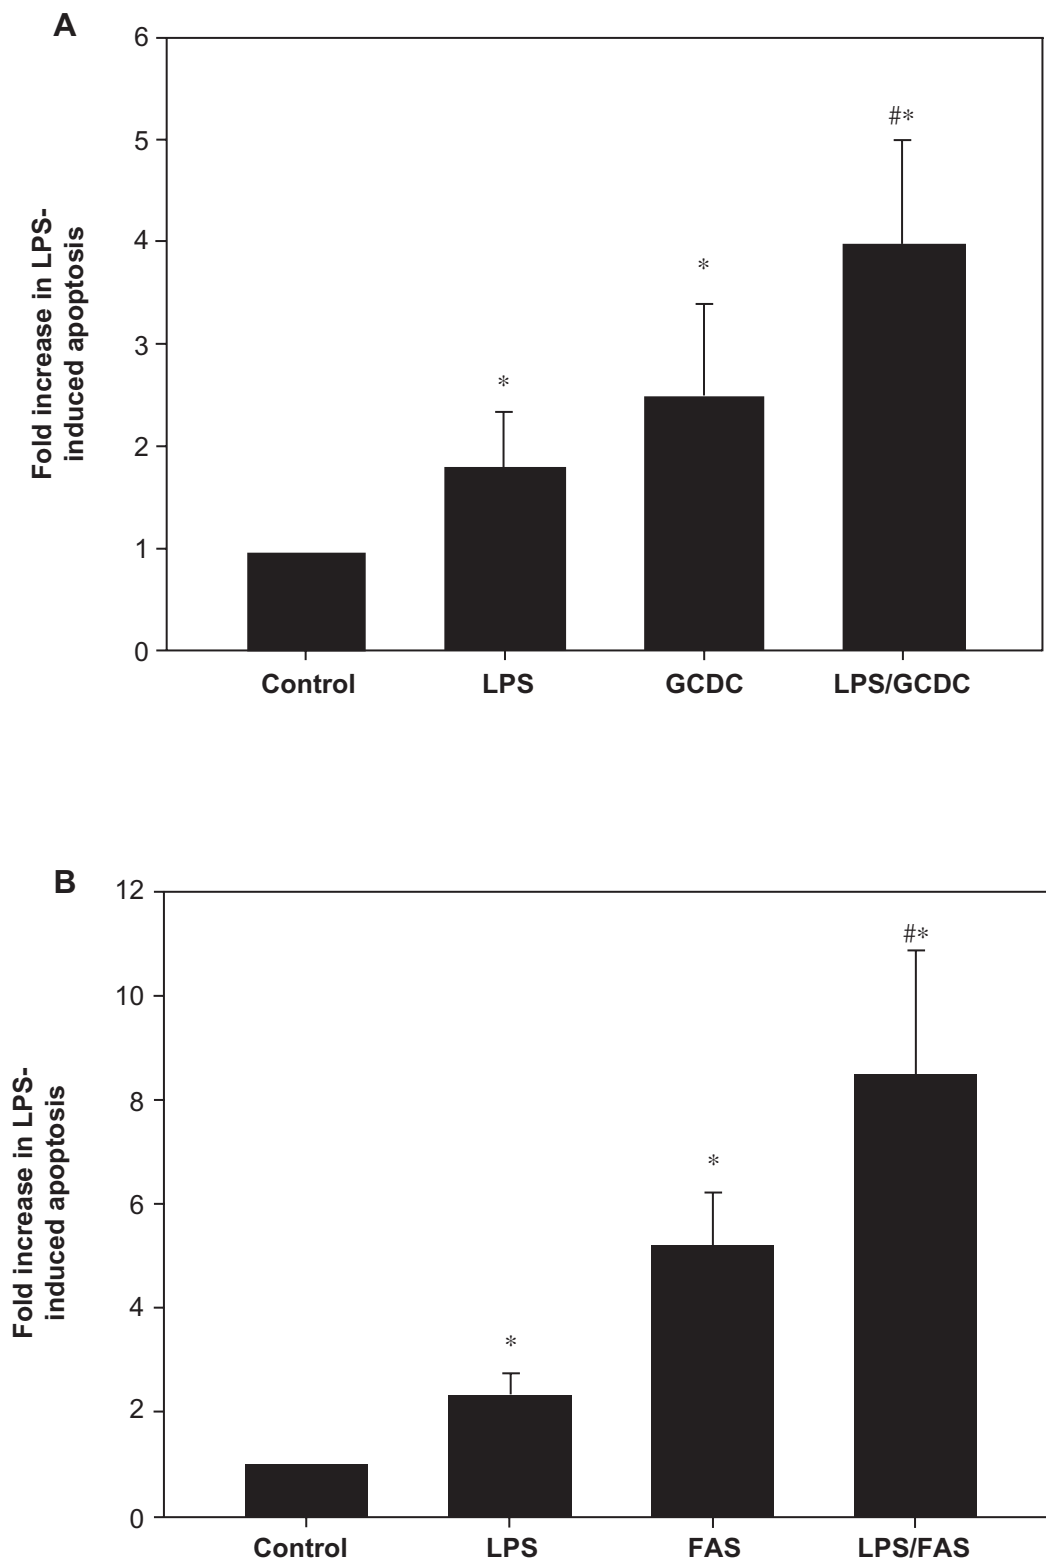 A
6
5
4
3
2
1
0
Fold increase in LPS-
induced apoptosis
*
*
#*
Control LPS GCDC LPS/GCDC
B
12
10
8
6
4
2
0
Fold increase in LPS-
induced apoptosis
*
*
#*
Control LPS FAS LPS/FAS